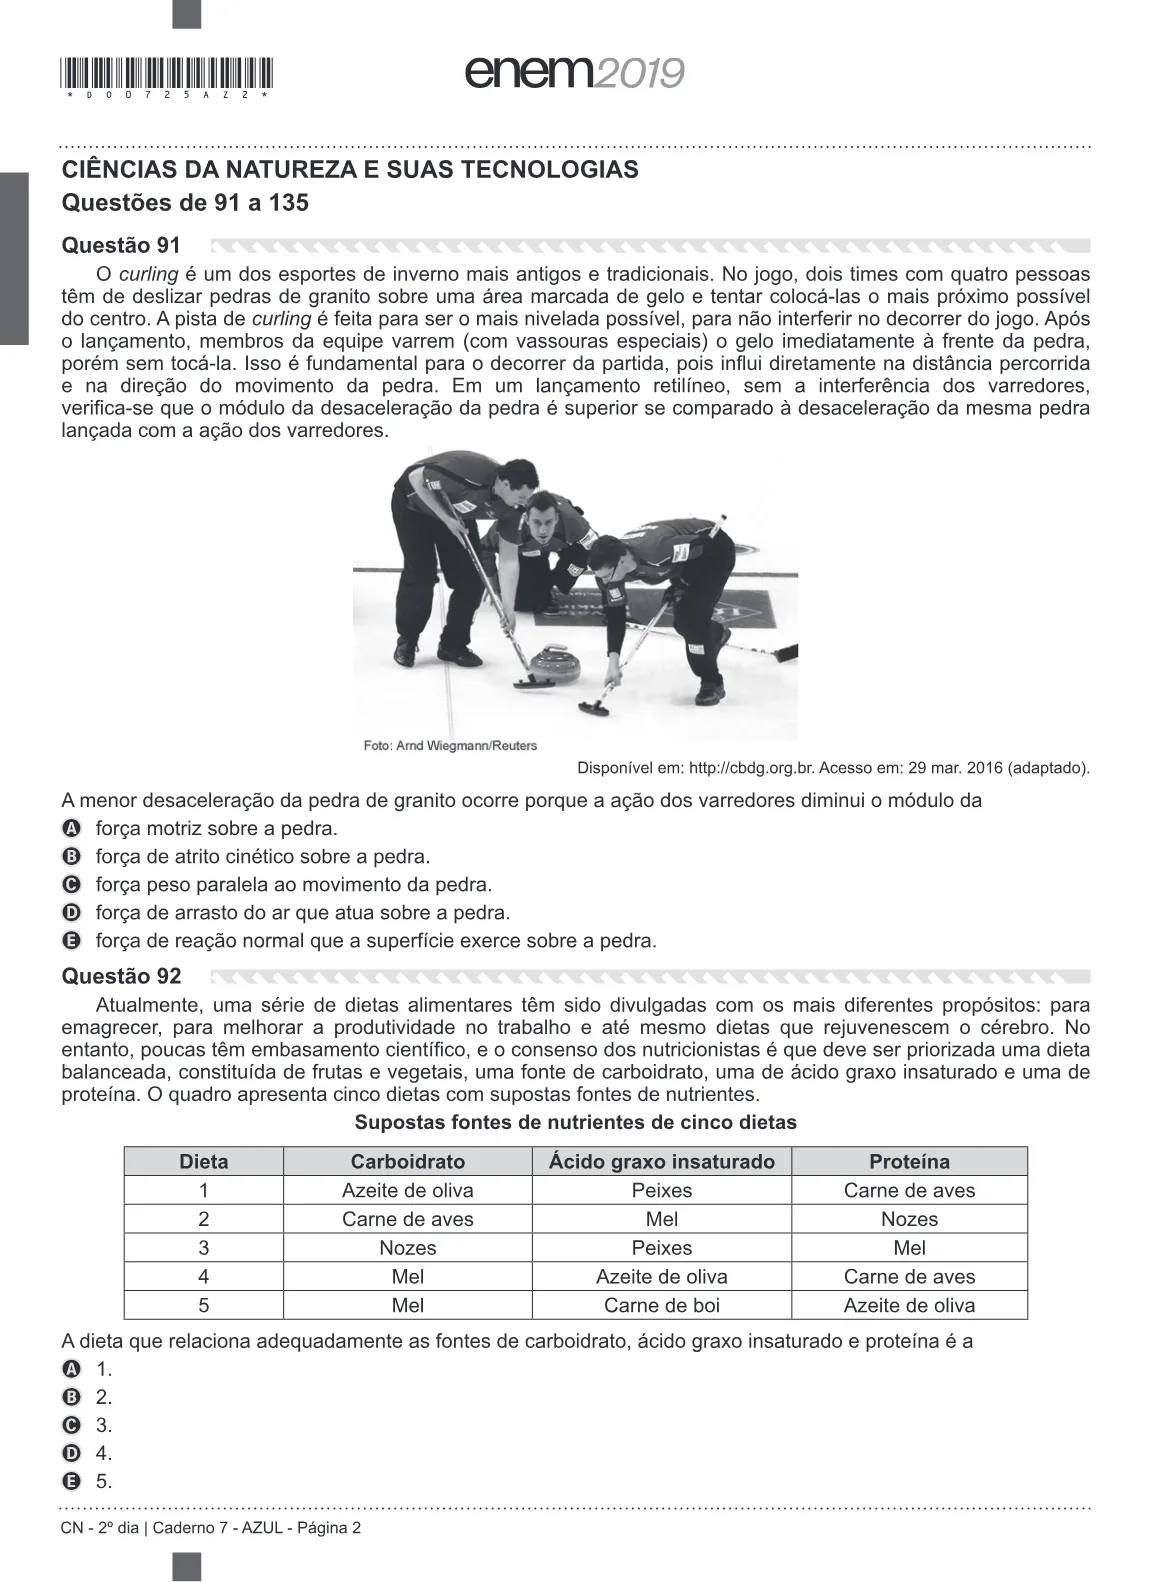 *D00725AZ2*
enem2019
CIÊNCIAS DA NATUREZA E SUAS TECNOLOGIAS
Questões de 91 a 135
Questão 91
O curling é um dos esportes de inverno mais antigos e tradicionais. No jogo, dois times com quatro pessoas
têm de deslizar pedras de granito sobre uma área marcada de gelo e tentar colocá-las o mais próximo possível
do centro. A pista de curling é feita para ser o mais nivelada possível, para não interferir no decorrer do jogo. Após
o lançamento, membros da equipe varrem (com vassouras especiais) o gelo imediatamente à frente da pedra,
porém sem tocá-la. Isso é fundamental para o decorrer da partida, pois influi diretamente na distância percorrida
e na direção do movimento da pedra. Em um lançamento retilíneo, sem a interferência dos varredores,
verifica-se que o módulo da desaceleração da pedra é superior se comparado à desaceleração da mesma pedra
lançada com a ação dos varredores.
Foto: Arnd Wiegmann/Reuters
Disponível em: http://cbdg.org.br. Acesso em: 29 mar. 2016 (adaptado).
A menor desaceleração da pedra de granito ocorre porque a ação dos varredores diminui o módulo da
A força motriz sobre a pedra.
B força de atrito cinético sobre a pedra.
C força peso paralela ao movimento da pedra.
D força de arrasto do ar que atua sobre a pedra.
E força de reação normal que a superfície exerce sobre a pedra.
Questão 92
Atualmente, uma série de dietas alimentares têm sido divulgadas com os mais diferentes propósitos: para
emagrecer, para melhorar a produtividade no trabalho e até mesmo dietas que rejuvenescem o cérebro. No
entanto, poucas têm embasamento científico, e o consenso dos nutricionistas é que deve ser priorizada uma dieta
balanceada, constituída de frutas e vegetais, uma fonte de carboidrato, uma de ácido graxo insaturado e uma de
proteína. O quadro apresenta cinco dietas com supostas fontes de nutrientes.
Supostas fontes de nutrientes de cinco dietas
Dieta Carboidrato Ácido graxo insaturado Proteína
1 Azeite de oliva Peixes Carne de aves
2 Carne de aves Mel Nozes
3 Nozes Peixes Mel
4 Mel Azeite de oliva Carne de aves
5 Mel Carne de boi Azeite de oliva
A dieta que relaciona adequadamente as fontes de carboidrato, ácido graxo insaturado e proteína é a
A 1.
B 2.
C 3.
D 4.
E 5.
CN - 2º dia | Caderno 7 - AZUL - Página 2